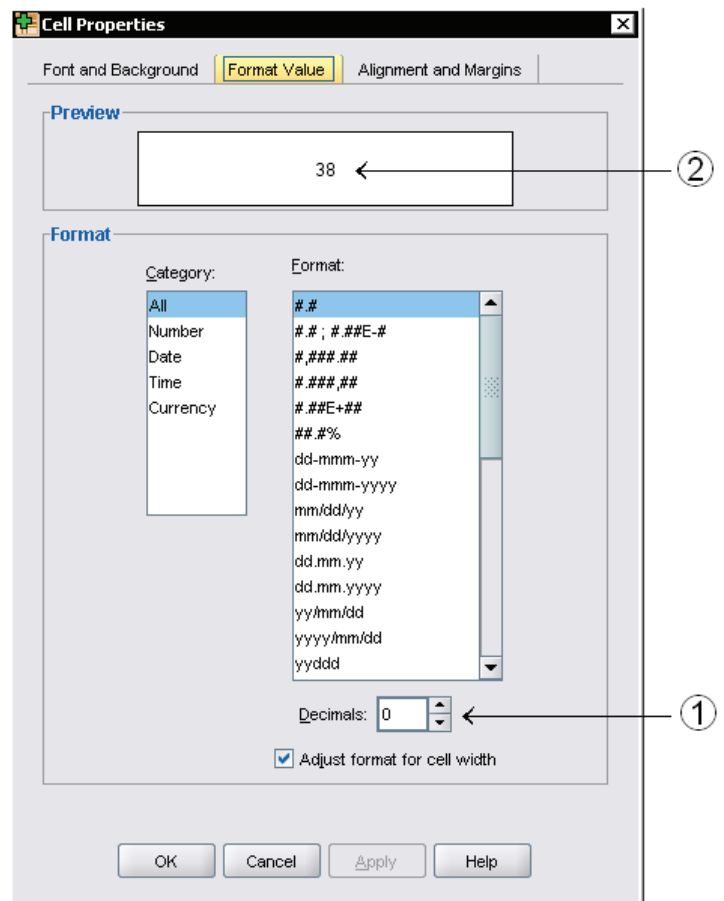 Cell Properties
Font and Background Format Value Alignment and Margins
Preview
38
②
Format
Category:
Format:
All
Number
Date
Time
Currency
#.#
#.# ; #.##E-#
#,###.##
#.###,##
#.##E+##
##.#%
dd-mmm-yy
dd-mmm-yyyy
mm/dd/yy
mm/dd/yyyy
dd.mm.yy
dd.mm.yyyy
yy/mm/dd
yyyy/mm/dd
yyddd
Decimals: 0
①
Adjust format for cell width
OK Cancel Apply Help